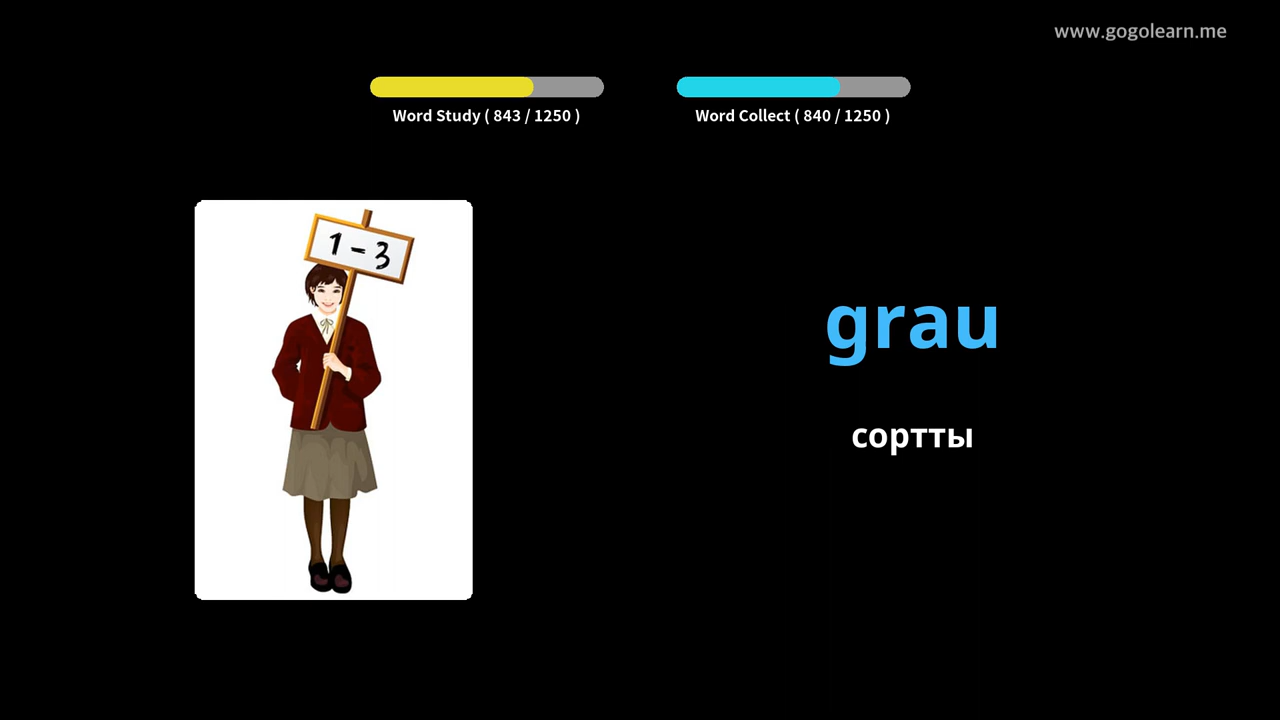 www.gogolearn.me
Word Study ( 843 / 1250 )
Word Collect ( 840 / 1250 )
1 - 3
grau
сортты